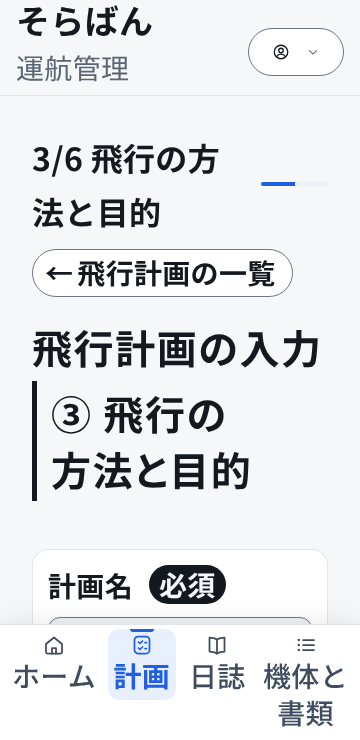 そらばん
運航管理
3/6 飛行の方
法と目的
← 飛行計画の一覧
飛行計画の入力
③ 飛行の
方法と目的
計画名 必須
ホーム 計画 日誌 機体と
書類